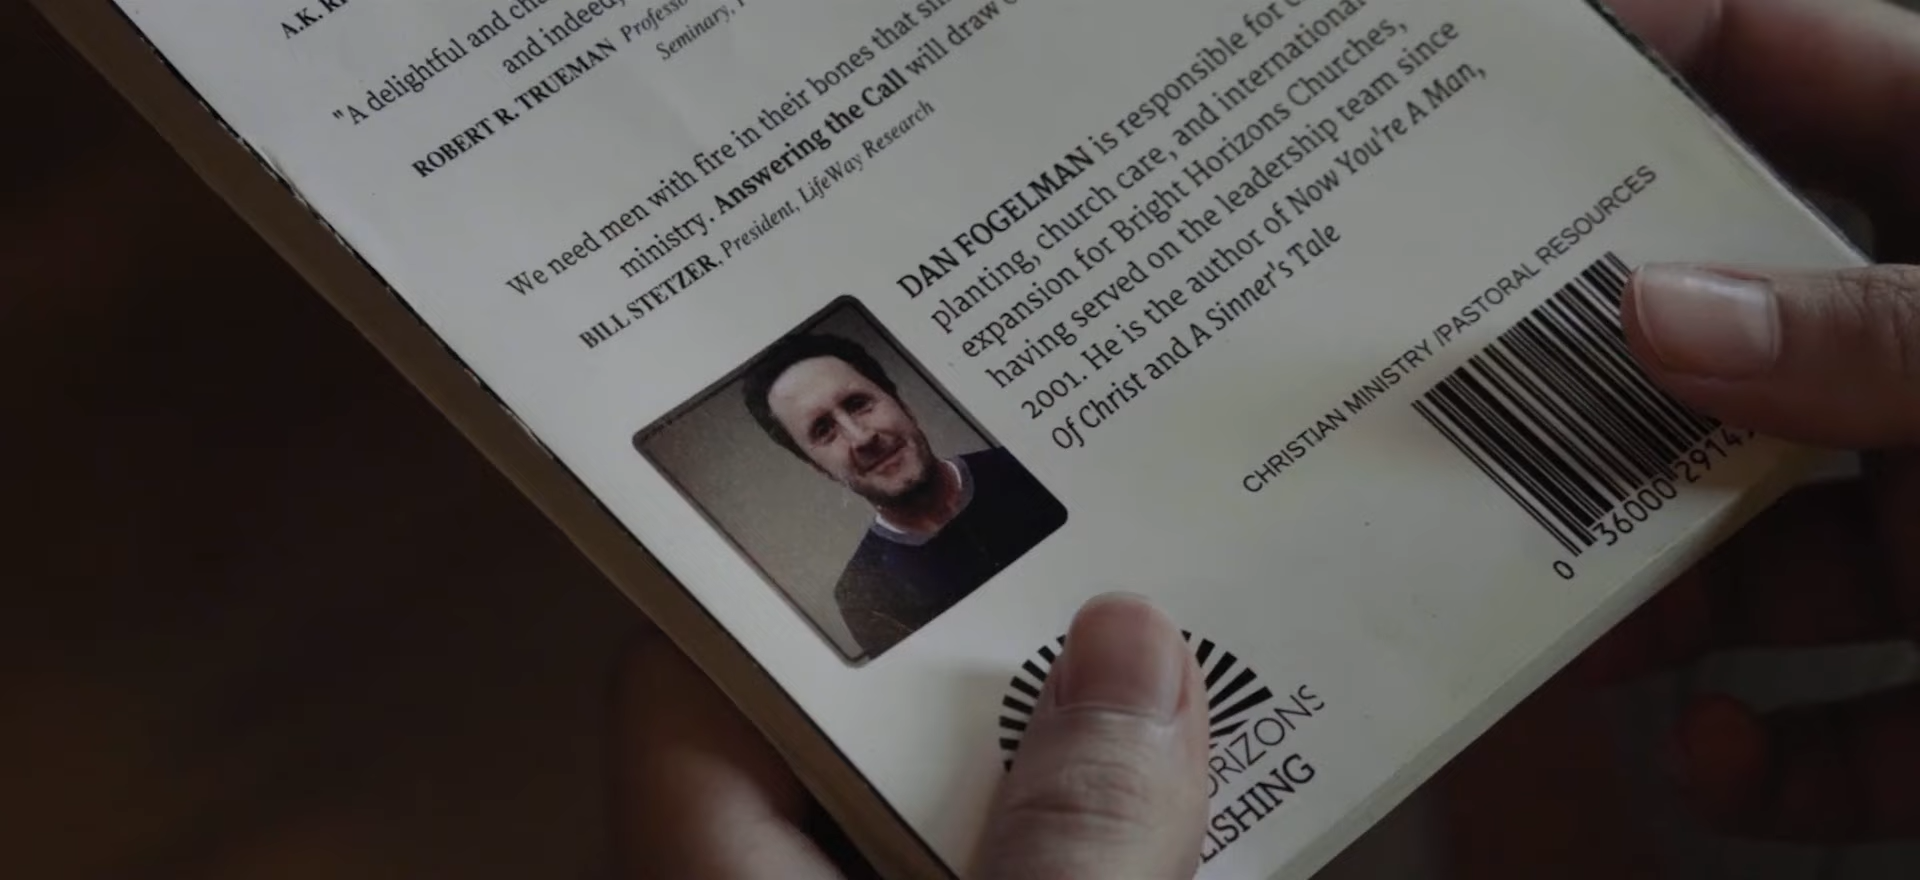 "A delightful and
and indeed,
ROBERT R. TRUEMAN Professo
Seminary,
We need men with fire in their bones that
ministry. Answering the Call will draw
BILL STETZER, President, LifeWay Research
DAN FOGELMAN is responsible for
planting, church care, and international
expansion for Bright Horizons Churches,
having served on the leadership team since
2001. He is the author of Now You're A Man,
Of Christ and A Sinner's Tale
CHRISTIAN MINISTRY /PASTORAL RESOURCES
0 36000 2914
ORIZONS
LISHING